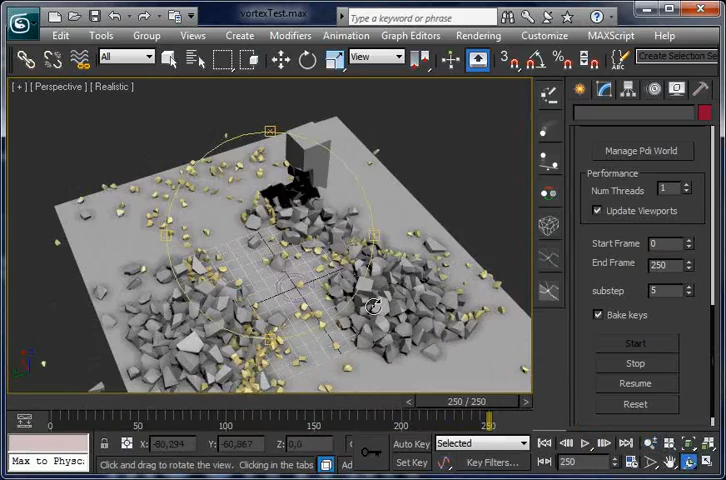 vortexTest.max
Type a keyword or phrase
Edit Tools Group Views Create Modifiers Animation Graph Editors Rendering Customize MAXScript Help
All
View
3
%
Create Selection Se
[ + ] [ Perspective ] [ Realistic ]
Manage Pdi World
Performance
Num Threads 1
Update Viewports
Start Frame 0
End Frame 250
substep 5
Bake keys
Start
Stop
Resume
Reset
< 250 / 250 >
0 50 100 150 200 250
X: -80,294 Y: -60,867 Z: 0,0
Auto Key Selected
Max to Physc
Click and drag to rotate the view. Clicking in the tabs
Ad
Set Key Key Filters... 250